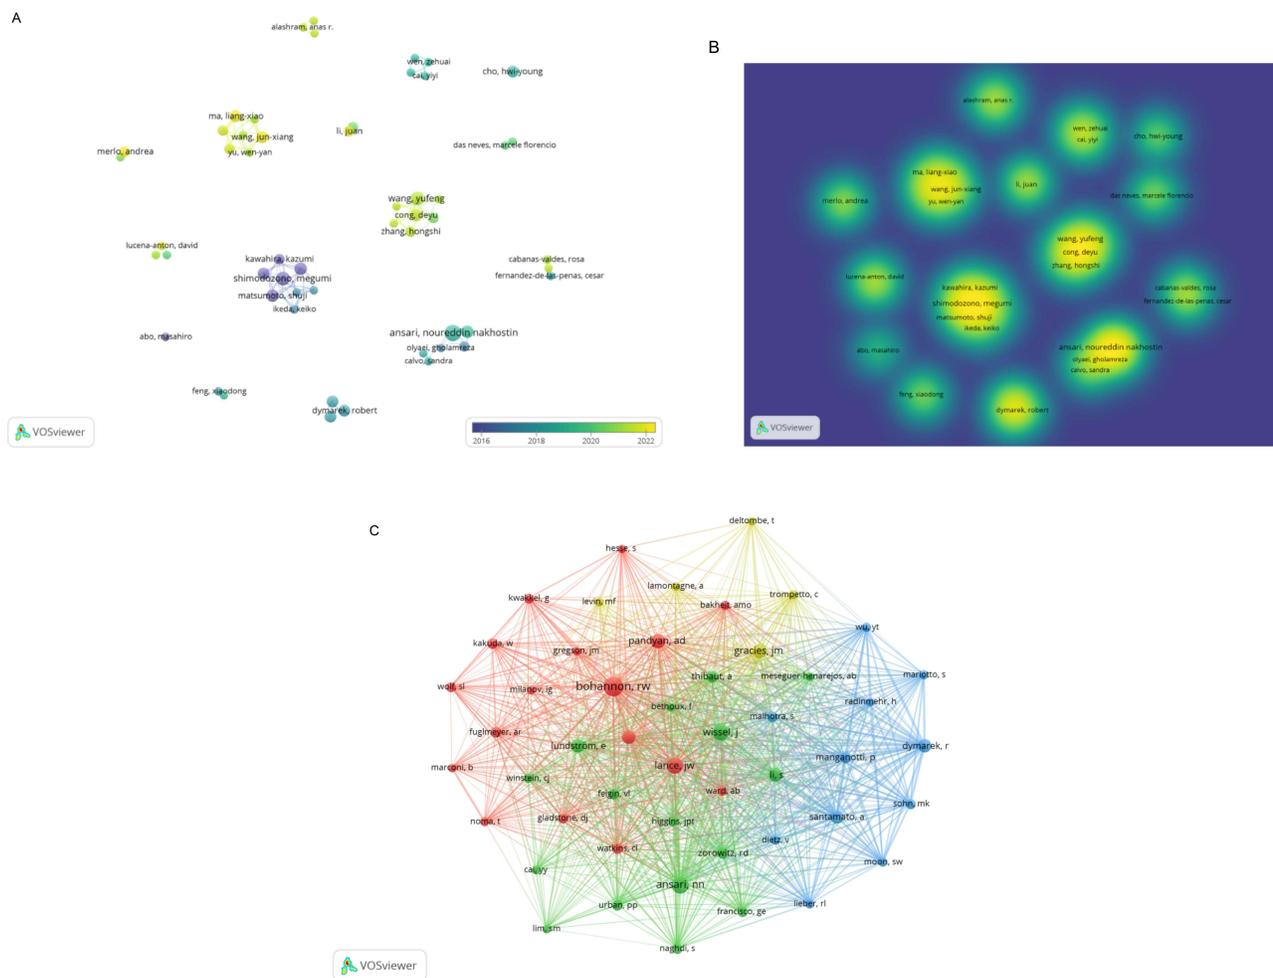 A
alashram, anas r.
wen, zehuai
cai, yiyi
cho, hwi-young
ma, liang-xiao
wang, jun-xiang
yu, wen-yan
li, juan
merlo, andrea
das neves, marcele florencio
wang, yufeng
cong, deyu
zhang, hongshi
lucena-anton, david
kawahira, kazumi
shimodozono, megumi
matsumoto, shuji
ikeda, keiko
cabanas-valdes, rosa
fernandez-de-las-penas, cesar
abo, masahiro
ansari, noureddin nakhostin
olyaei, gholamreza
calvo, sandra
feng, xiaodong
dymarek, robert
VOSviewer
2016 2018 2020 2022
B
alashram, anas r.
wen, zehuai
cai, yiyi
cho, hwi-young
ma, liang-xiao
wang, jun-xiang
yu, wen-yan
li, juan
merlo, andrea
das neves, marcele florencio
wang, yufeng
cong, deyu
zhang, hongshi
lucena-anton, david
kawahira, kazumi
shimodozono, megumi
matsumoto, shuji
ikeda, keiko
cabanas-valdes, rosa
fernandez-de-las-penas, cesar
abo, masahiro
ansari, noureddin nakhostin
olyaei, gholamreza
calvo, sandra
feng, xiaodong
dymarek, robert
VOSviewer
C
deltombe, t
hesse, s
lamontagne, a
trompetto, c
kwakkel, g
levin, mf
bakheit, amo
wu, yt
kakuda, w
pandyan, ad
gregson, jm
gracies, jm
thibaut, a
meseguer-henarejos, ab
mariotto, s
wolf, sl
milanov, ig
bohannon, rw
radinmehr, h
bethoux, f
malhotra, s
fuglmeyer, ar
wissel, j
lundstrom, e
dymarek, r
manganotti, p
marconi, b
lance, jw
winstein, cj
li, s
feigin, vl
ward, ab
sohn, mk
noma, t
gladstone, dj
higgins, jpt
santamato, a
dietz, v
watkins, cl
zorowitz, rd
moon, sw
cai, yy
ansari, nn
urban, pp
francisco, ge
lieber, rl
lim, sm
naghdi, s
VOSviewer